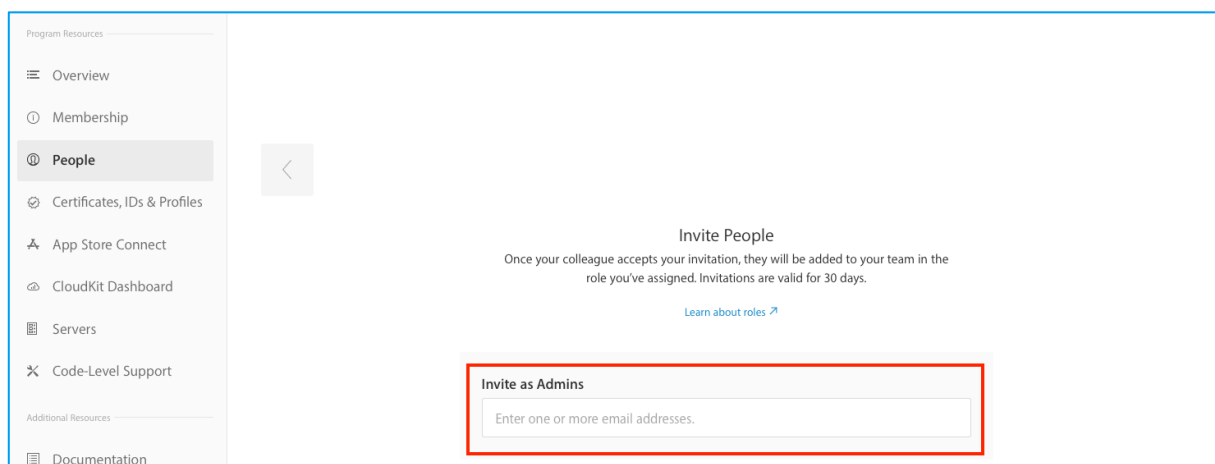 Program Resources
Overview
Membership
People
Certificates, IDs & Profiles
App Store Connect
CloudKit Dashboard
Servers
Code-Level Support
Additional Resources
Documentation
Invite People
Once your colleague accepts your invitation, they will be added to your team in the
role you’ve assigned. Invitations are valid for 30 days.
Learn about roles
Invite as Admins
Enter one or more email addresses.